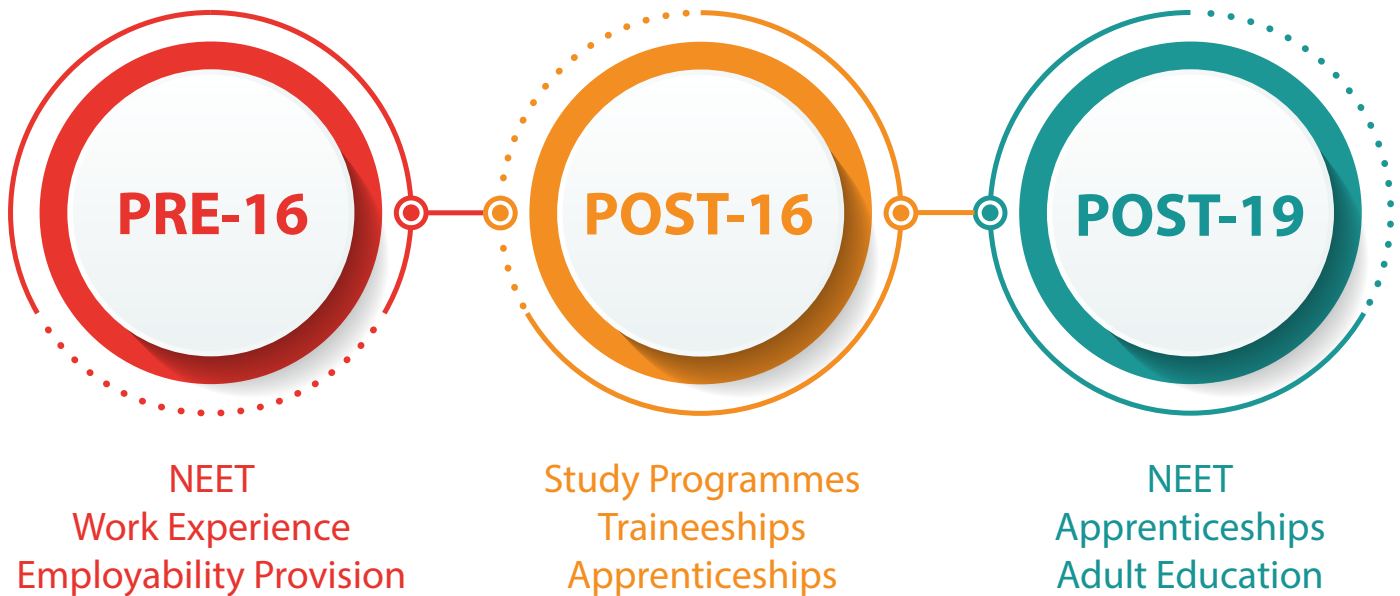 PRE-16
NEET
Work Experience
Employability Provision
POST-16
Study Programmes
Traineeships
Apprenticeships
POST-19
NEET
Apprenticeships
Adult Education